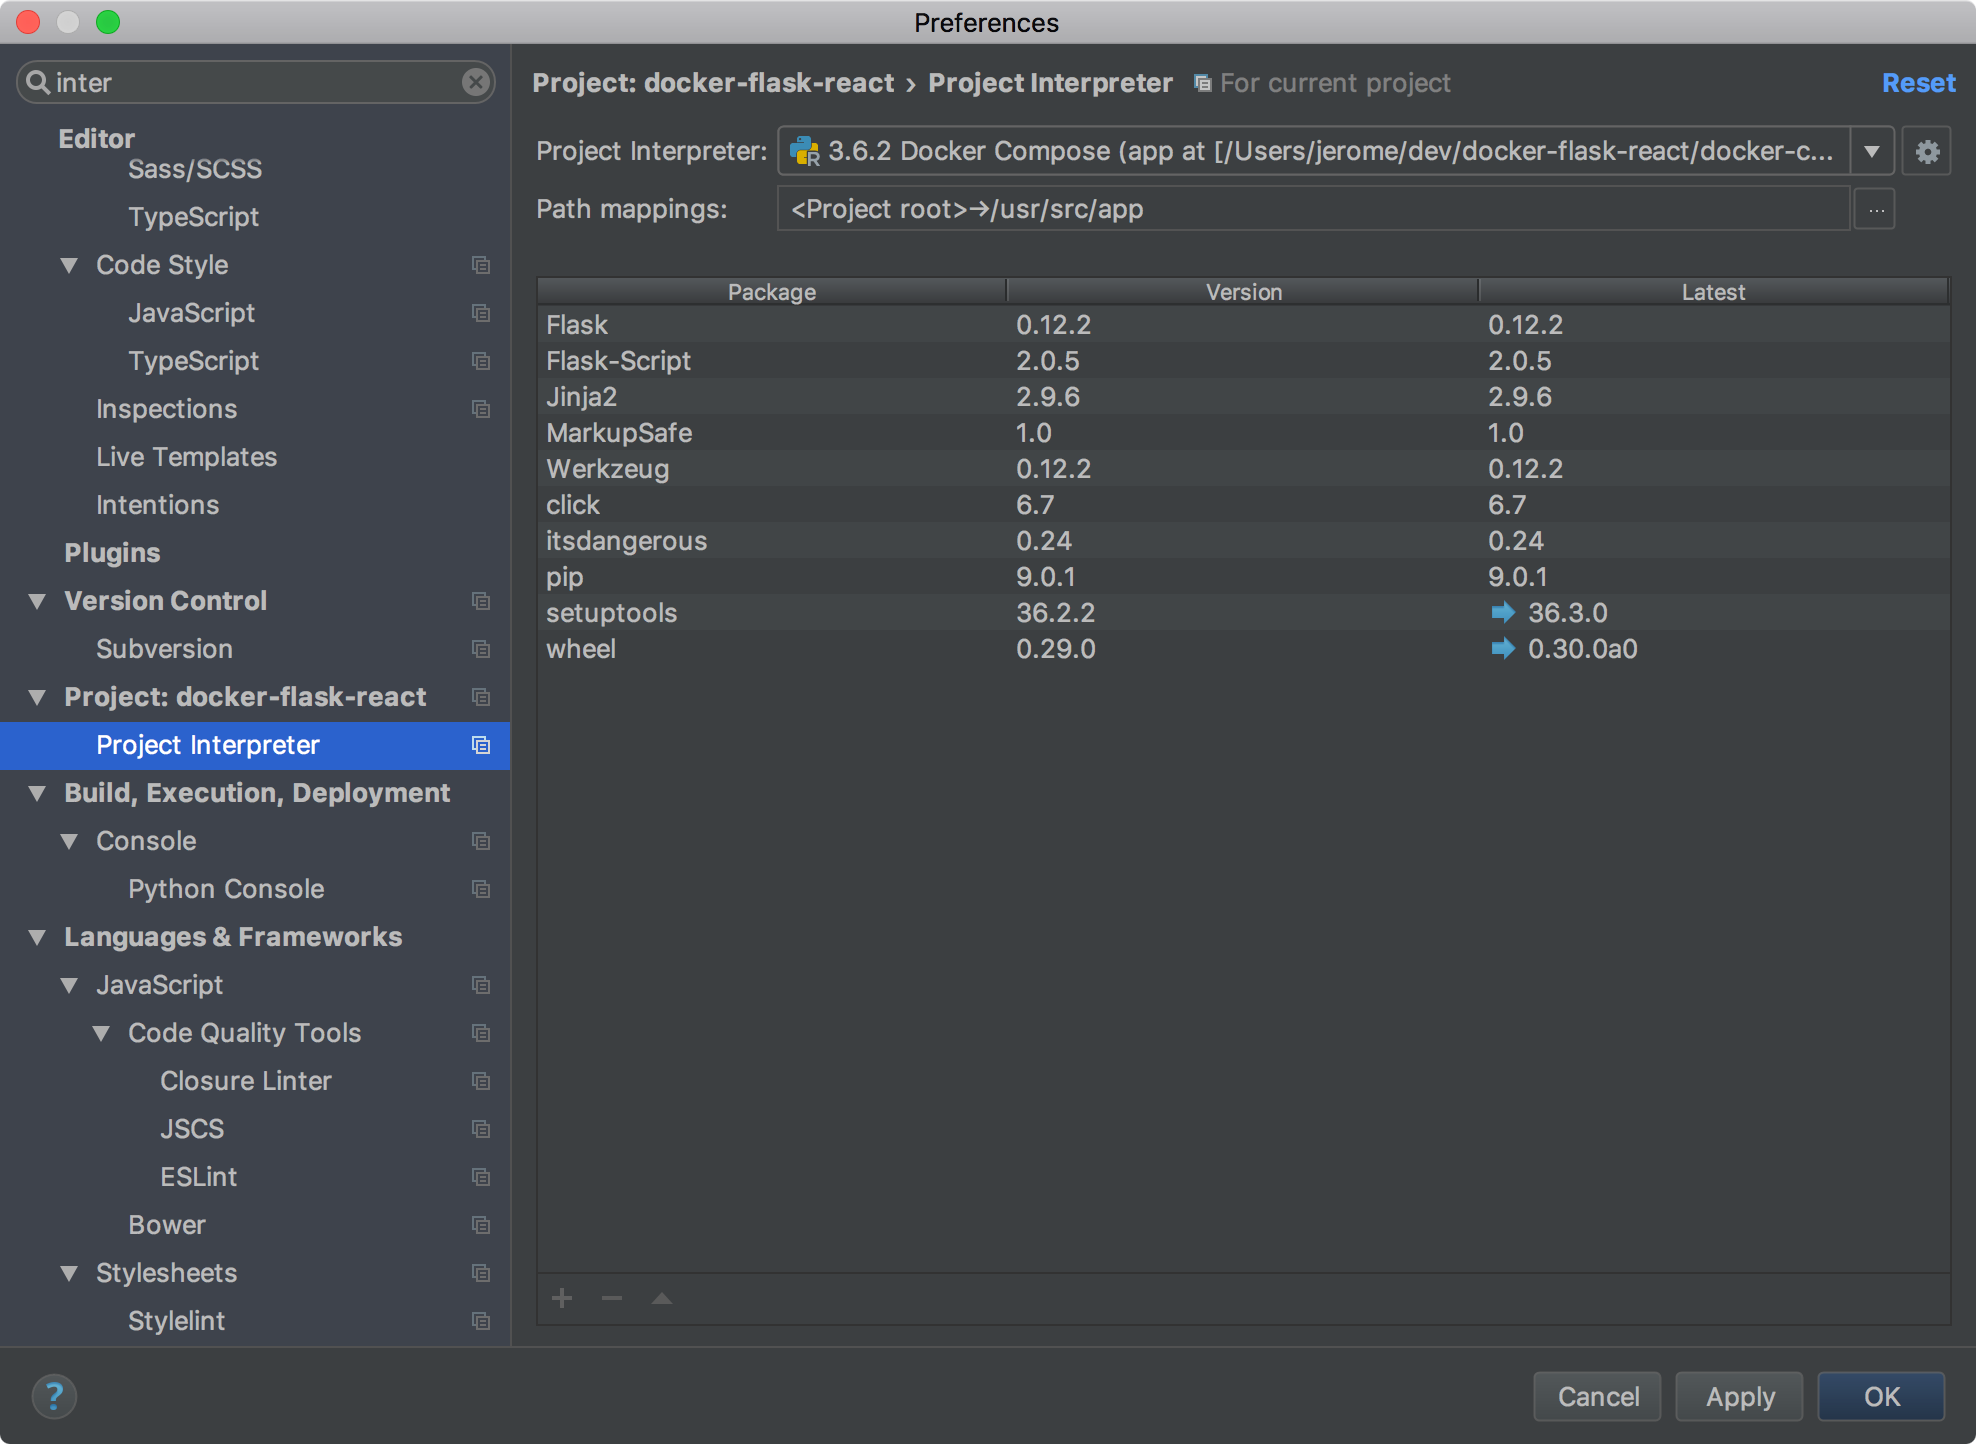 Preferences
inter
Editor
Sass/SCSS
TypeScript
Code Style
JavaScript
TypeScript
Inspections
Live Templates
Intentions
Plugins
Version Control
Subversion
Project: docker-flask-react
Project Interpreter
Build, Execution, Deployment
Console
Python Console
Languages & Frameworks
JavaScript
Code Quality Tools
Closure Linter
JSCS
ESLint
Bower
Stylesheets
Stylelint
Project: docker-flask-react › Project Interpreter For current project Reset
Project Interpreter: 3.6.2 Docker Compose (app at [/Users/jerome/dev/docker-flask-react/docker-c...
Path mappings: <Project root>→/usr/src/app ...
Package Version Latest
Flask 0.12.2 0.12.2
Flask-Script 2.0.5 2.0.5
Jinja2 2.9.6 2.9.6
MarkupSafe 1.0 1.0
Werkzeug 0.12.2 0.12.2
click 6.7 6.7
itsdangerous 0.24 0.24
pip 9.0.1 9.0.1
setuptools 36.2.2 36.3.0
wheel 0.29.0 0.30.0a0
? Cancel Apply OK